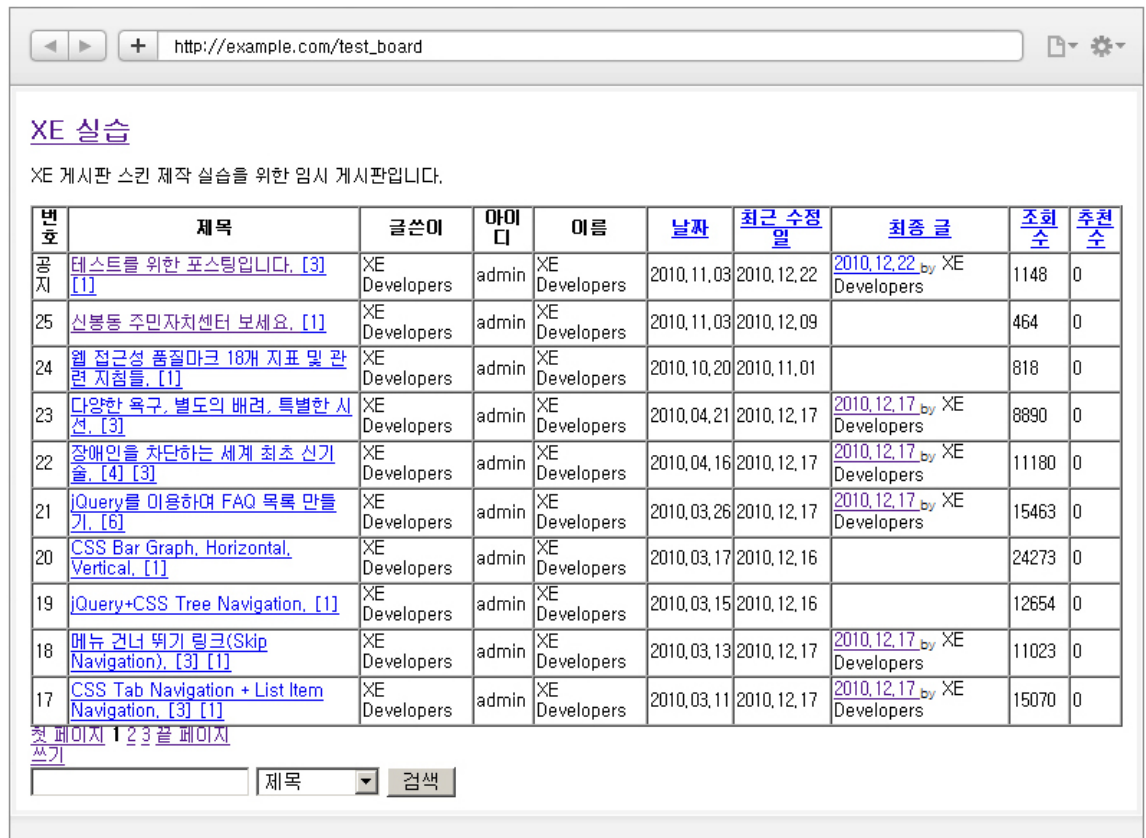 + http://example.com/test_board
XE 실습
XE 게시판 스킨 제작 실습을 위한 임시 게시판입니다.
번호 제목 글쓴이 아이디 이름 날짜 최근 수정일 최종 글 조회수 추천수
공지 테스트를 위한 포스팅입니다. [3] [1] XE Developers admin XE Developers 2010.11.03 2010.12.22 2010.12.22 by XE Developers 1148 0
25 신봉동 주민자치센터 보세요. [1] XE Developers admin XE Developers 2010.11.03 2010.12.09 464 0
24 웹 접근성 품질마크 18개 지표 및 관련 지침들. [1] XE Developers admin XE Developers 2010.10.20 2010.11.01 818 0
23 다양한 욕구, 별도의 배려, 특별한 시선. [3] XE Developers admin XE Developers 2010.04.21 2010.12.17 2010.12.17 by XE Developers 8890 0
22 장애인을 차단하는 세계 최초 신기술. [4] [3] XE Developers admin XE Developers 2010.04.16 2010.12.17 2010.12.17 by XE Developers 11180 0
21 jQuery를 이용하여 FAQ 목록 만들기. [6] XE Developers admin XE Developers 2010.03.26 2010.12.17 2010.12.17 by XE Developers 15463 0
20 CSS Bar Graph, Horizontal, Vertical. [1] XE Developers admin XE Developers 2010.03.17 2010.12.16 24273 0
19 jQuery+CSS Tree Navigation. [1] XE Developers admin XE Developers 2010.03.15 2010.12.16 12654 0
18 메뉴 건너 뛰기 링크(Skip Navigation). [3] [1] XE Developers admin XE Developers 2010.03.13 2010.12.17 2010.12.17 by XE Developers 11023 0
17 CSS Tab Navigation + List Item Navigation. [3] [1] XE Developers admin XE Developers 2010.03.11 2010.12.17 2010.12.17 by XE Developers 15070 0
첫 페이지 1 2 3 끝 페이지
쓰기
제목 검색